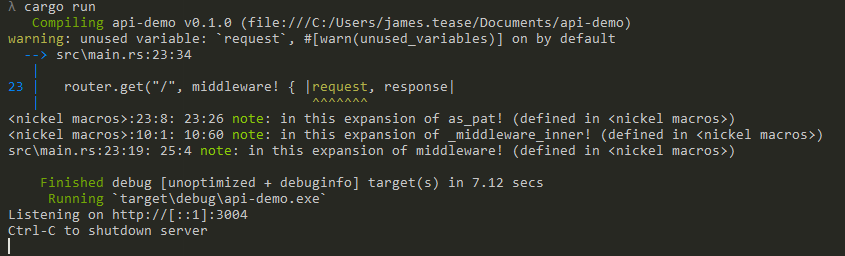 λ cargo run
   Compiling api-demo v0.1.0 (file:///C:/Users/james.tease/Documents/api-demo)
warning: unused variable: `request`, #[warn(unused_variables)] on by default
  --> src\main.rs:23:34
   |
23 |   router.get("/", middleware! { |request, response|
   |                                  ^^^^^^^
<nickel macros>:23:8: 23:26 note: in this expansion of as_pat! (defined in <nickel macros>)
<nickel macros>:10:1: 10:60 note: in this expansion of _middleware_inner! (defined in <nickel macros>)
src\main.rs:23:19: 25:4 note: in this expansion of middleware! (defined in <nickel macros>)
    Finished debug [unoptimized + debuginfo] target(s) in 7.12 secs
     Running `target\debug\api-demo.exe`
Listening on http://[::1]:3004
Ctrl-C to shutdown server